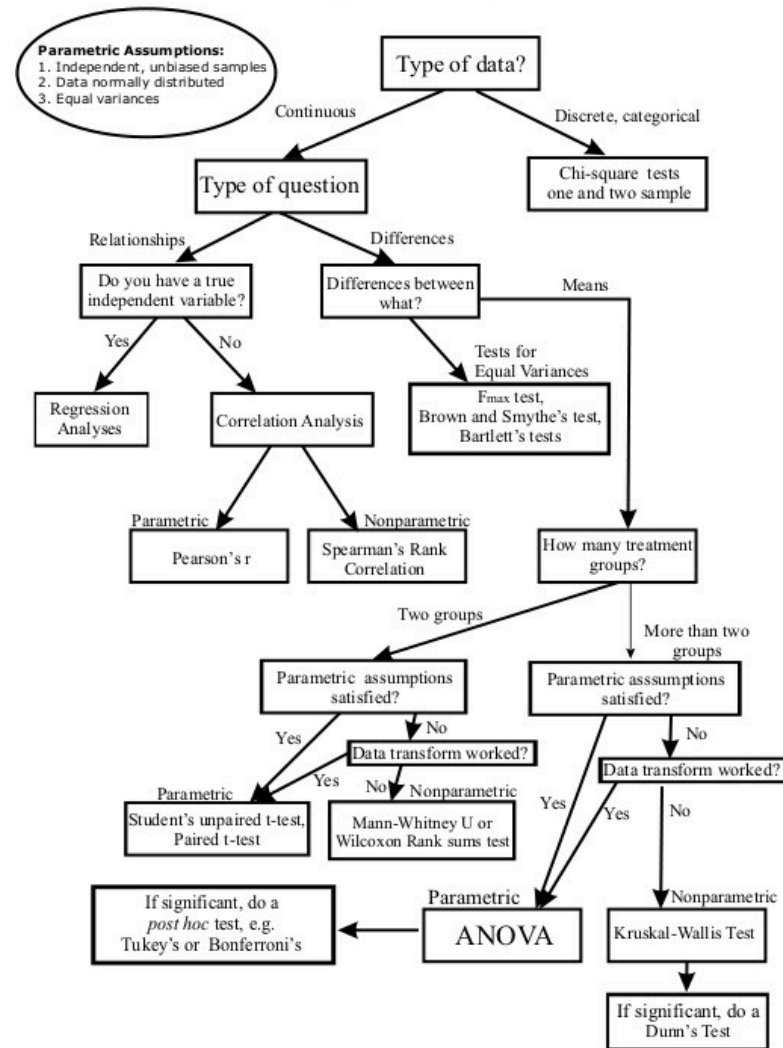 Parametric Assumptions:
1. Independent, unbiased samples
2. Data normally distributed
3. Equal variances
Type of data?
Continuous
Discrete, categorical
Type of question
Chi-square tests
one and two sample
Relationships
Differences
Do you have a true
independent variable?
Differences between
what?
Means
Yes
No
Tests for
Equal Variances
Regression
Analyses
Correlation Analysis
Fmax test,
Brown and Smythe's test,
Bartlett's tests
Parametric
Nonparametric
Pearson's r
Spearman's Rank
Correlation
How many treatment
groups?
Two groups
More than two
groups
Parametric assumptions
satisfied?
Parametric asssumptions
satisfied?
Yes
No
No
Data transform worked?
Data transform worked?
Yes
No
Yes
Yes
No
Parametric
Nonparametric
Student's unpaired t-test,
Paired t-test
Mann-Whitney U or
Wilcoxon Rank sums test
If significant, do a
post hoc test, e.g.
Tukey's or Bonferroni's
Parametric
ANOVA
Nonparametric
Kruskal-Wallis Test
If significant, do a
Dunn's Test